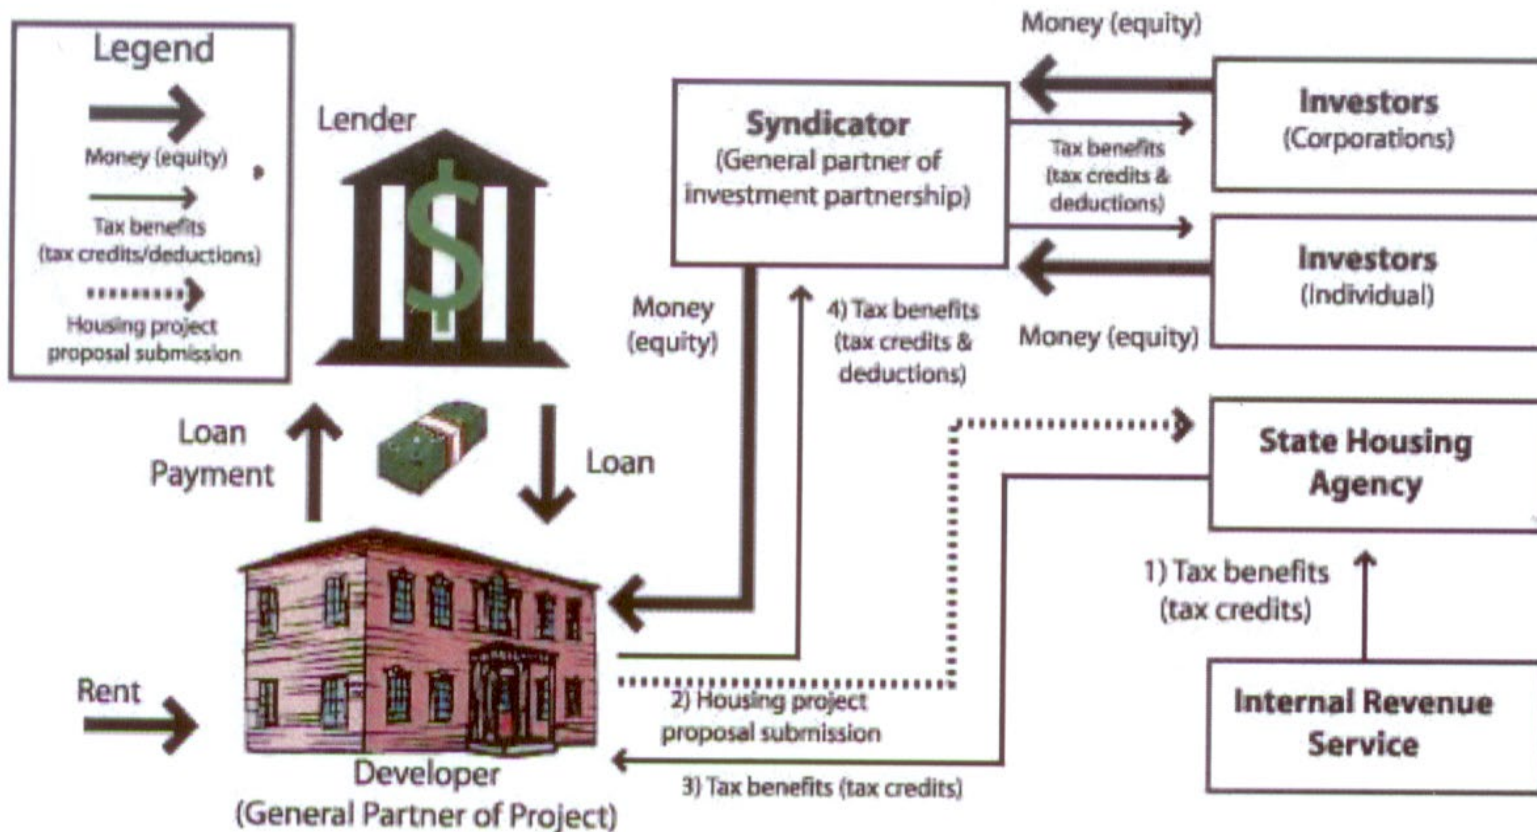 Legend
Money (equity)
Tax benefits
(tax credits/deductions)
Housing project
proposal submission
Lender
$
Loan
Payment
Loan
Rent
Developer
(General Partner of Project)
Syndicator
(General partner of
investment partnership)
Money
(equity)
4) Tax benefits
(tax credits &
deductions)
2) Housing project
proposal submission
3) Tax benefits (tax credits)
Money (equity)
Tax benefits
(tax credits &
deductions)
Money (equity)
Investors
(Corporations)
Investors
(Individual)
State Housing
Agency
1) Tax benefits
(tax credits)
Internal Revenue
Service